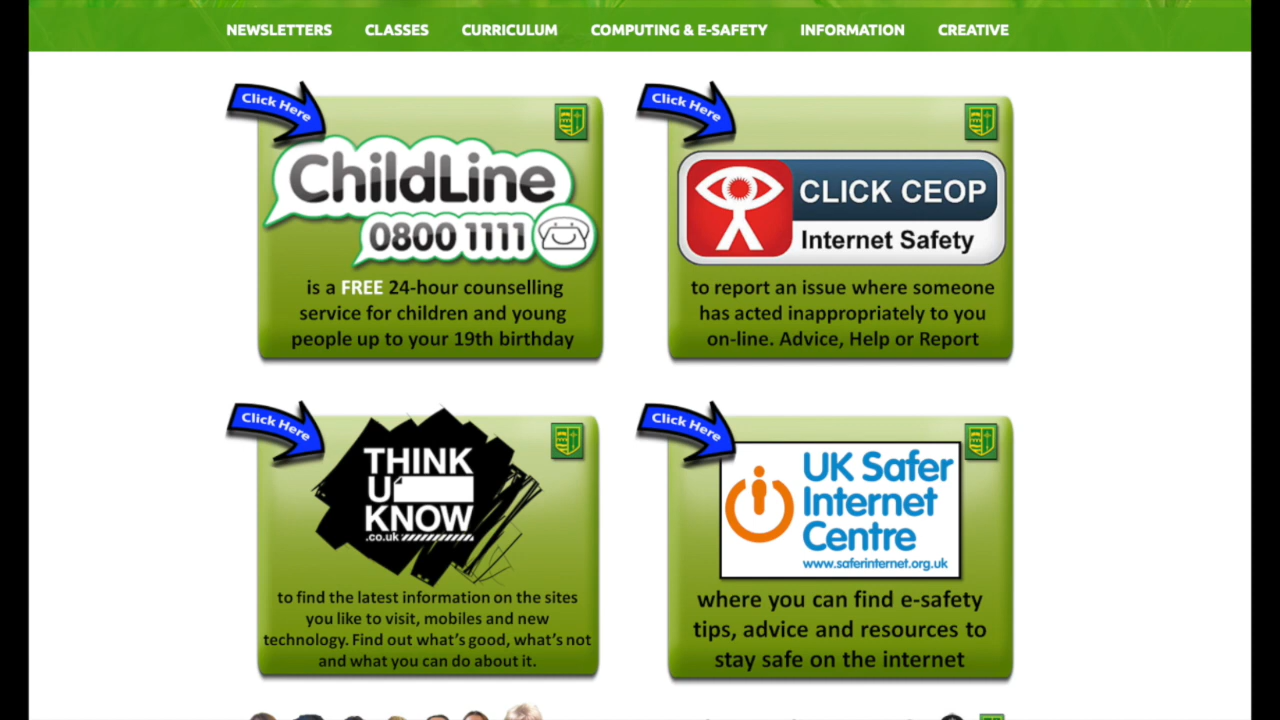 NEWSLETTERS CLASSES CURRICULUM COMPUTING & E-SAFETY INFORMATION CREATIVE
Click Here
ChildLine
0800 1111
is a FREE 24-hour counselling
service for children and young
people up to your 19th birthday
Click Here
CLICK CEOP
Internet Safety
to report an issue where someone
has acted inappropriately to you
on-line. Advice, Help or Report
Click Here
THINK
U
KNOW
.co.uk
to find the latest information on the sites
you like to visit, mobiles and new
technology. Find out what's good, what's not
and what you can do about it.
Click Here
UK Safer
Internet
Centre
www.saferinternet.org.uk
where you can find e-safety
tips, advice and resources to
stay safe on the internet